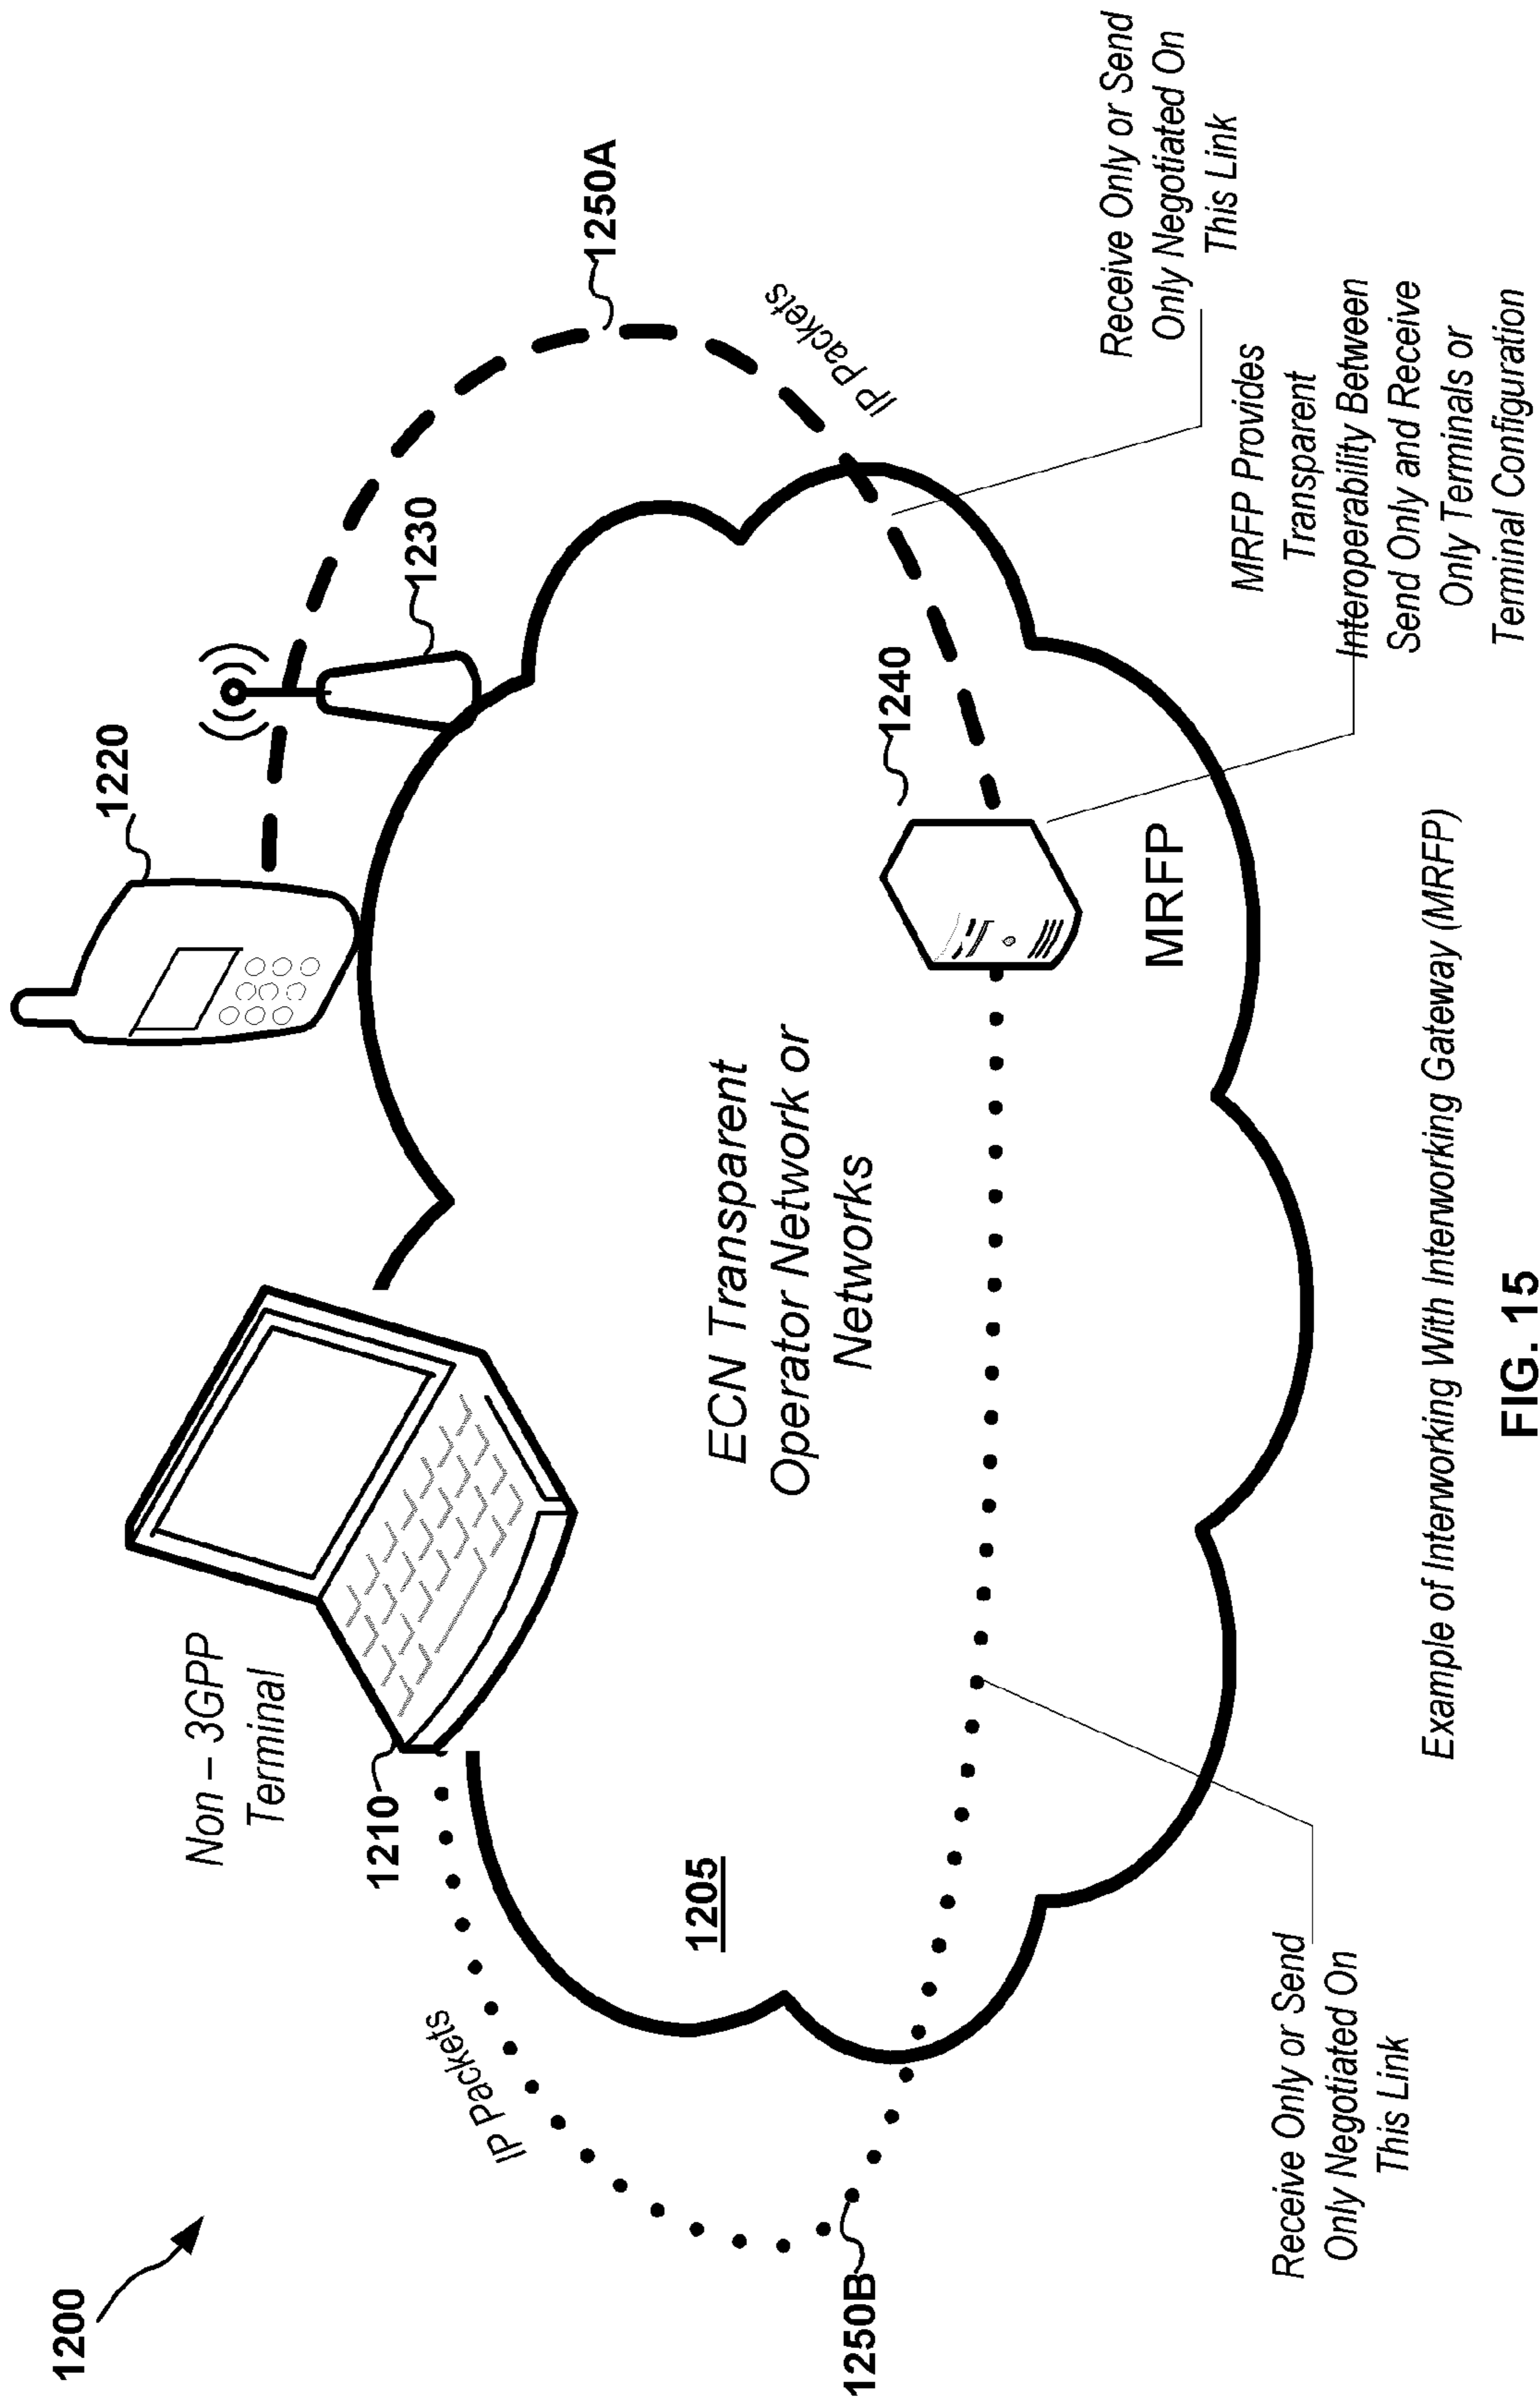 1200
Non – 3GPP
Terminal
1210
1220
1230
1250A
IP Packets
IP Packets
1205
ECN Transparent
Operator Network or
Networks
1240
MRFP
1250B
Receive Only or Send
Only Negotiated On
This Link
Receive Only or Send
Only Negotiated On
This Link
MRFP Provides
Transparent
Interoperability Between
Send Only and Receive
Only Terminals or
Terminal Configuration
Example of Interworking With Interworking Gateway (MRFP)
FIG. 15